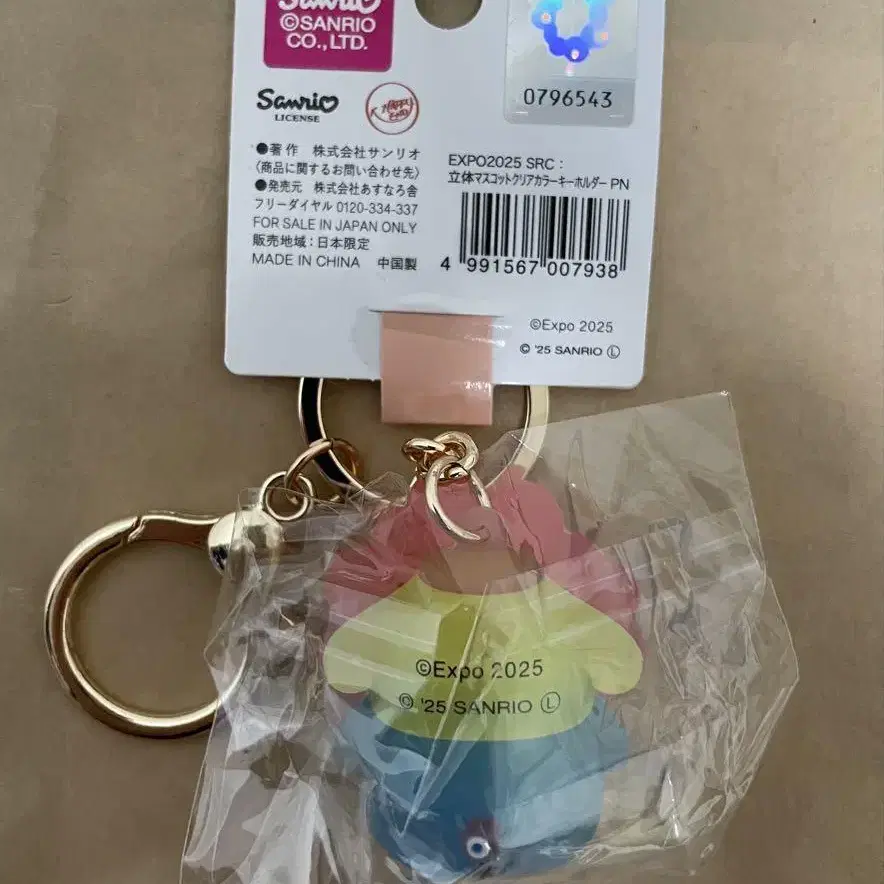 Sanrio
©SANRIO
CO., LTD.
0796543
Sanrio
LICENSE
●著作 株式会社サンリオ
〈商品に関するお問い合わせ先〉
●発売元 株式会社あすなろ舎
フリーダイヤル 0120-334-337
FOR SALE IN JAPAN ONLY
販売地域:日本限定
MADE IN CHINA 中国製
EXPO2025 SRC:
立体マスコットクリアカラーキーホルダー PN
4 991567 007938
©Expo 2025
© '25 SANRIO Ⓛ
©Expo 2025
© '25 SANRIO Ⓛ